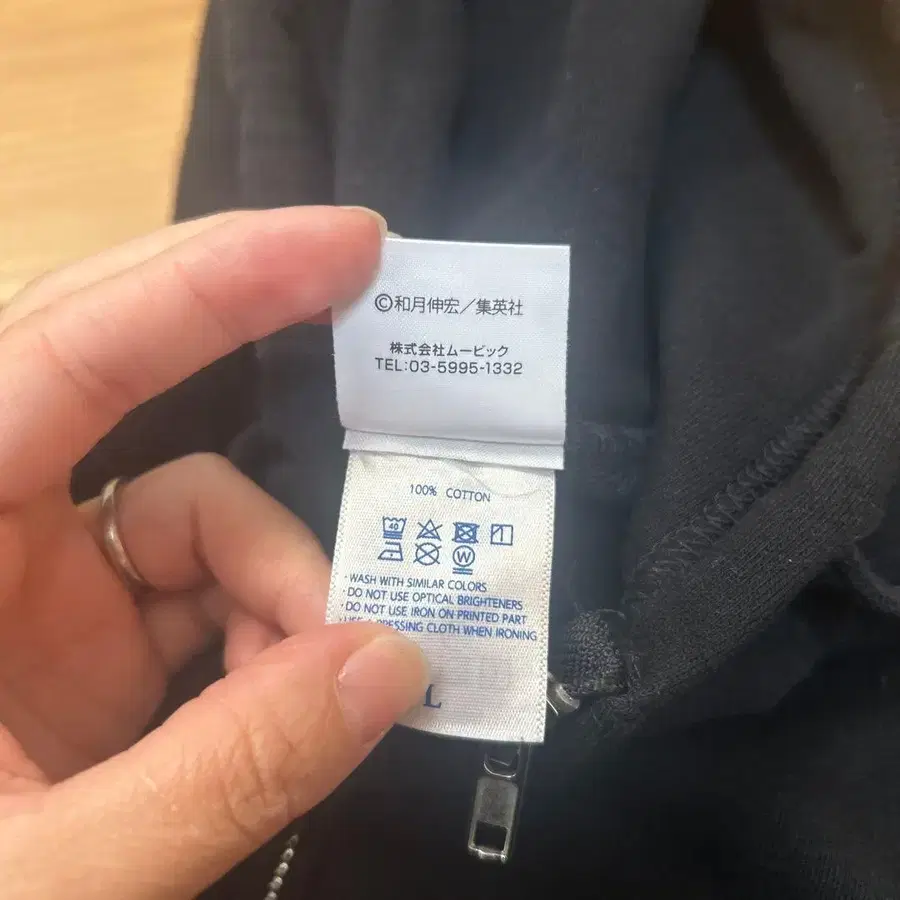 ©和月伸宏／集英社
株式会社ムービック
TEL:03-5995-1332
100% COTTON
40
W
· WASH WITH SIMILAR COLORS
· DO NOT USE OPTICAL BRIGHTENERS
· DO NOT USE IRON ON PRINTED PART
· USE PRESSING CLOTH WHEN IRONING
L